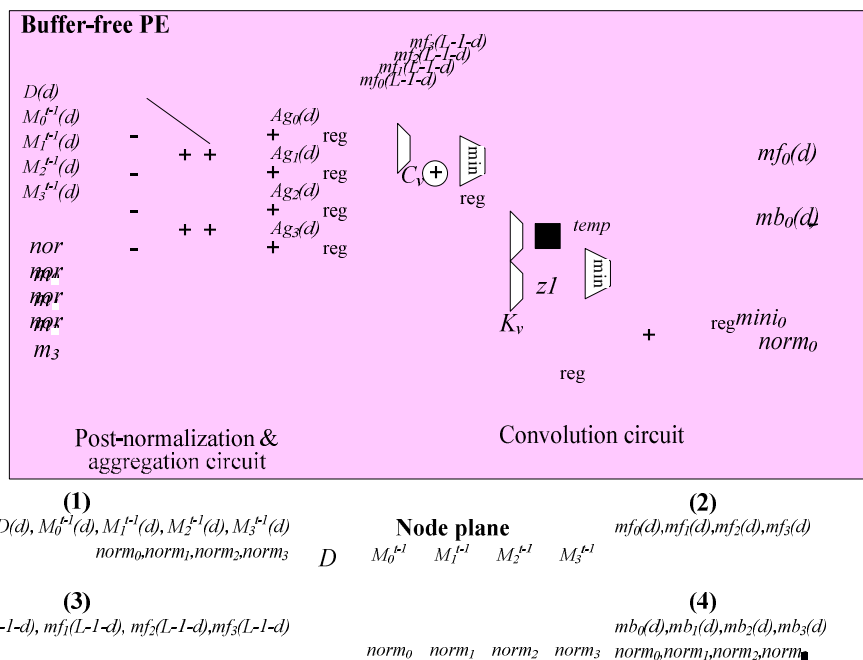 Buffer-free PE
mf₃(L-1-d)
mf₂(L-1-d)
mf₁(L-1-d)
mf₀(L-1-d)
D(d)
M₀ᵗ⁻¹(d)
M₁ᵗ⁻¹(d)
M₂ᵗ⁻¹(d)
M₃ᵗ⁻¹(d)
- - - -
+ +
+ +
Ag₀(d)
+ reg
Ag₁(d)
+ reg
Ag₂(d)
+ reg
Ag₃(d)
+ reg
Cᵥ + min
reg
mf₀(d)
mb₀(d)
temp
min
z1
Kᵥ
+
reg mini₀
norm₀
reg
nor
nor
nor
nor
m₃
Post-normalization &
aggregation circuit
Convolution circuit
(1)
D(d), M₀ᵗ⁻¹(d), M₁ᵗ⁻¹(d), M₂ᵗ⁻¹(d), M₃ᵗ⁻¹(d)
norm₀,norm₁,norm₂,norm₃
Node plane
D M₀ᵗ⁻¹ M₁ᵗ⁻¹ M₂ᵗ⁻¹ M₃ᵗ⁻¹
(2)
mf₀(d),mf₁(d),mf₂(d),mf₃(d)
(3)
-1-d), mf₁(L-1-d), mf₂(L-1-d),mf₃(L-1-d)
norm₀ norm₁ norm₂ norm₃
(4)
mb₀(d),mb₁(d),mb₂(d),mb₃(d)
norm₀,norm₁,norm₂,norm